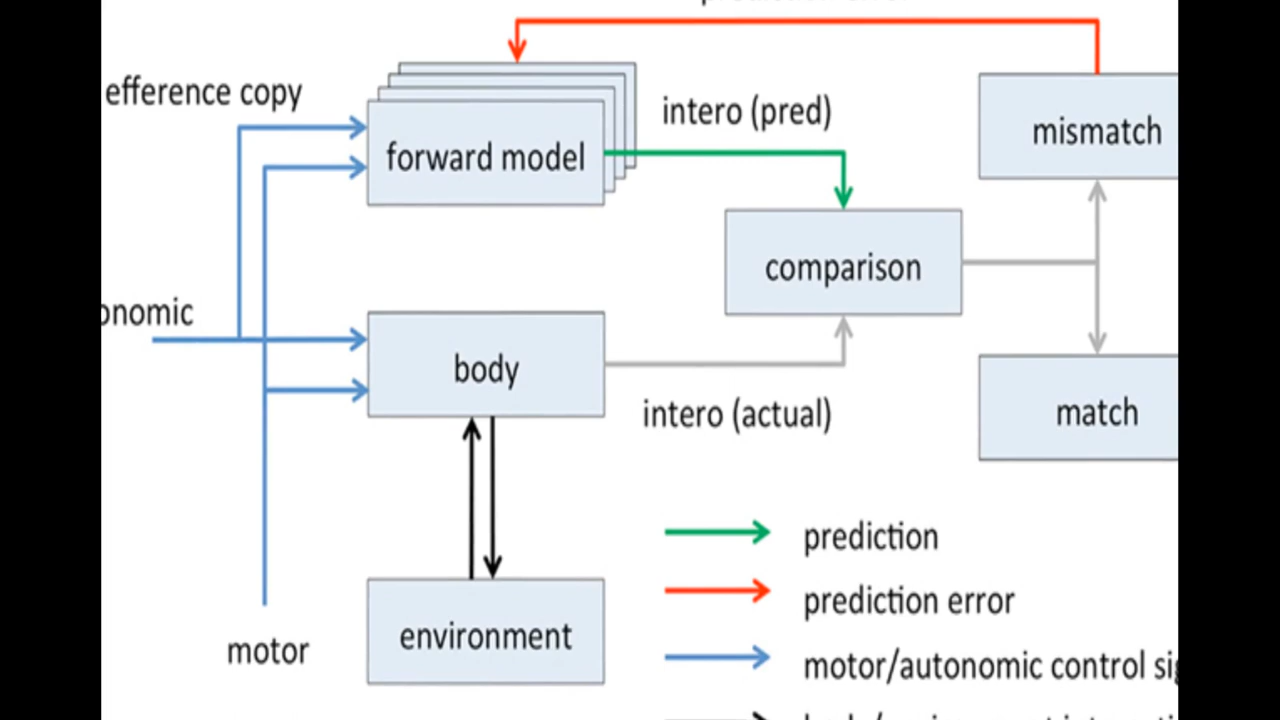 efference copy
intero (pred)
mismatch
forward model
comparison
onomic
body
intero (actual)
match
prediction
prediction error
environment
motor
motor/autonomic control